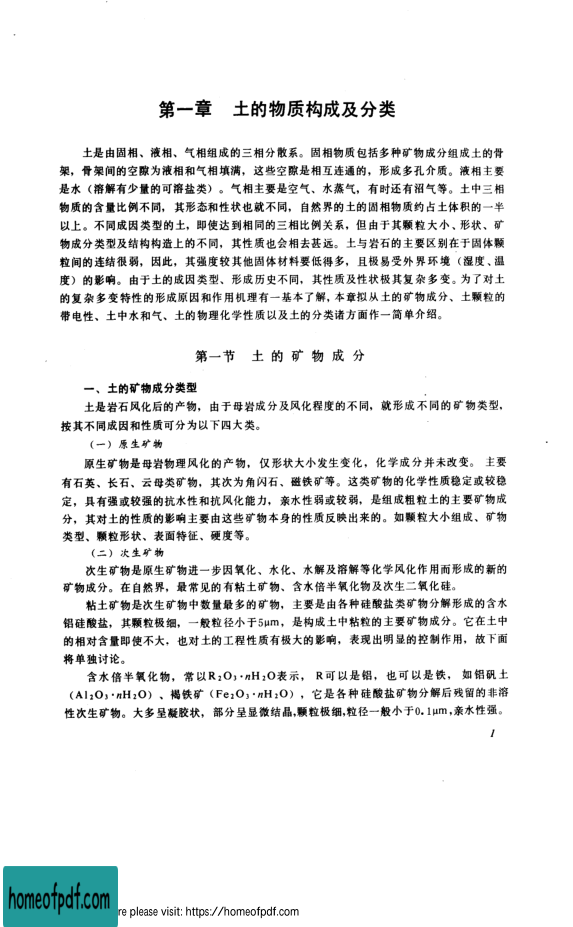 第一章 土的物质构成及分类
土是由固相、液相、气相组成的三相分散系。固相物质包括多种矿物成分组成土的骨
架，骨架间的空隙为液相和气相填满，这些空隙是相互连通的，形成多孔介质。液相主要
是水（溶解有少量的可溶盐类）。气相主要是空气、水蒸气，有时还有沼气等。土中三相
物质的含量比例不同，其形态和性状也就不同，自然界的土的固相物质约占土体积的一半
以上。不同成因类型的土，即使达到相同的三相比例关系，但由于其颗粒大小、形状、矿
物成分类型及结构构造上的不同，其性质也会相去甚远。土与岩石的主要区别在于固体颗
粒间的连结很弱，因此，其强度较其他固体材料要低得多，且极易受外界环境（湿度、温
度）的影响。由于土的成因类型、形成历史不同，其性质及性状极其复杂多变。为了对土
的复杂多变特性的形成原因和作用机理有一基本了解，本章拟从土的矿物成分、土颗粒的
带电性、土中水和气、土的物理化学性质以及土的分类诸方面作一简单介绍。
第一节 土的矿物成分
一、土的矿物成分类型
土是岩石风化后的产物，由于母岩成分及风化程度的不同，就形成不同的矿物类型，
按其不同成因和性质可分为以下四大类。
（一）原生矿物
原生矿物是母岩物理风化的产物，仅形状大小发生变化，化学成分并未改变。主要
有石英、长石、云母类矿物，其次为角闪石、磁铁矿等。这类矿物的化学性质稳定或较稳
定，具有强或较强的抗水性和抗风化能力，亲水性弱或较弱，是组成粗粒土的主要矿物成
分，其对土的性质的影响主要由这些矿物本身的性质反映出来的。如颗粒大小组成、矿物
类型、颗粒形状、表面特征、硬度等。
（二）次生矿物
次生矿物是原生矿物进一步因氧化、水化、水解及溶解等化学风化作用而形成的新的
矿物成分。在自然界，最常见的有粘土矿物、含水倍半氧化物及次生二氧化硅。
粘土矿物是次生矿物中数量最多的矿物，主要是由各种硅酸盐类矿物分解形成的含水
铝硅酸盐，其颗粒极细，一般粒径小于5μm，是构成土中粘粒的主要矿物成分。它在土中
的相对含量即使不大，也对土的工程性质有极大的影响，表现出明显的控制作用，故下面
将单独讨论。
含水倍半氧化物，常以R₂O₃·nH₂O表示，R可以是铝，也可以是铁，如铝矾土
（Al₂O₃·nH₂O）、褐铁矿（Fe₂O₃·nH₂O），它是各种硅酸盐矿物分解后残留的非溶
性次生矿物。大多呈凝胶状，部分呈显微结晶，颗粒极细，粒径一般小于0.1μm，亲水性强。
1
homeofpdf.com
re please visit: https://homeofpdf.com